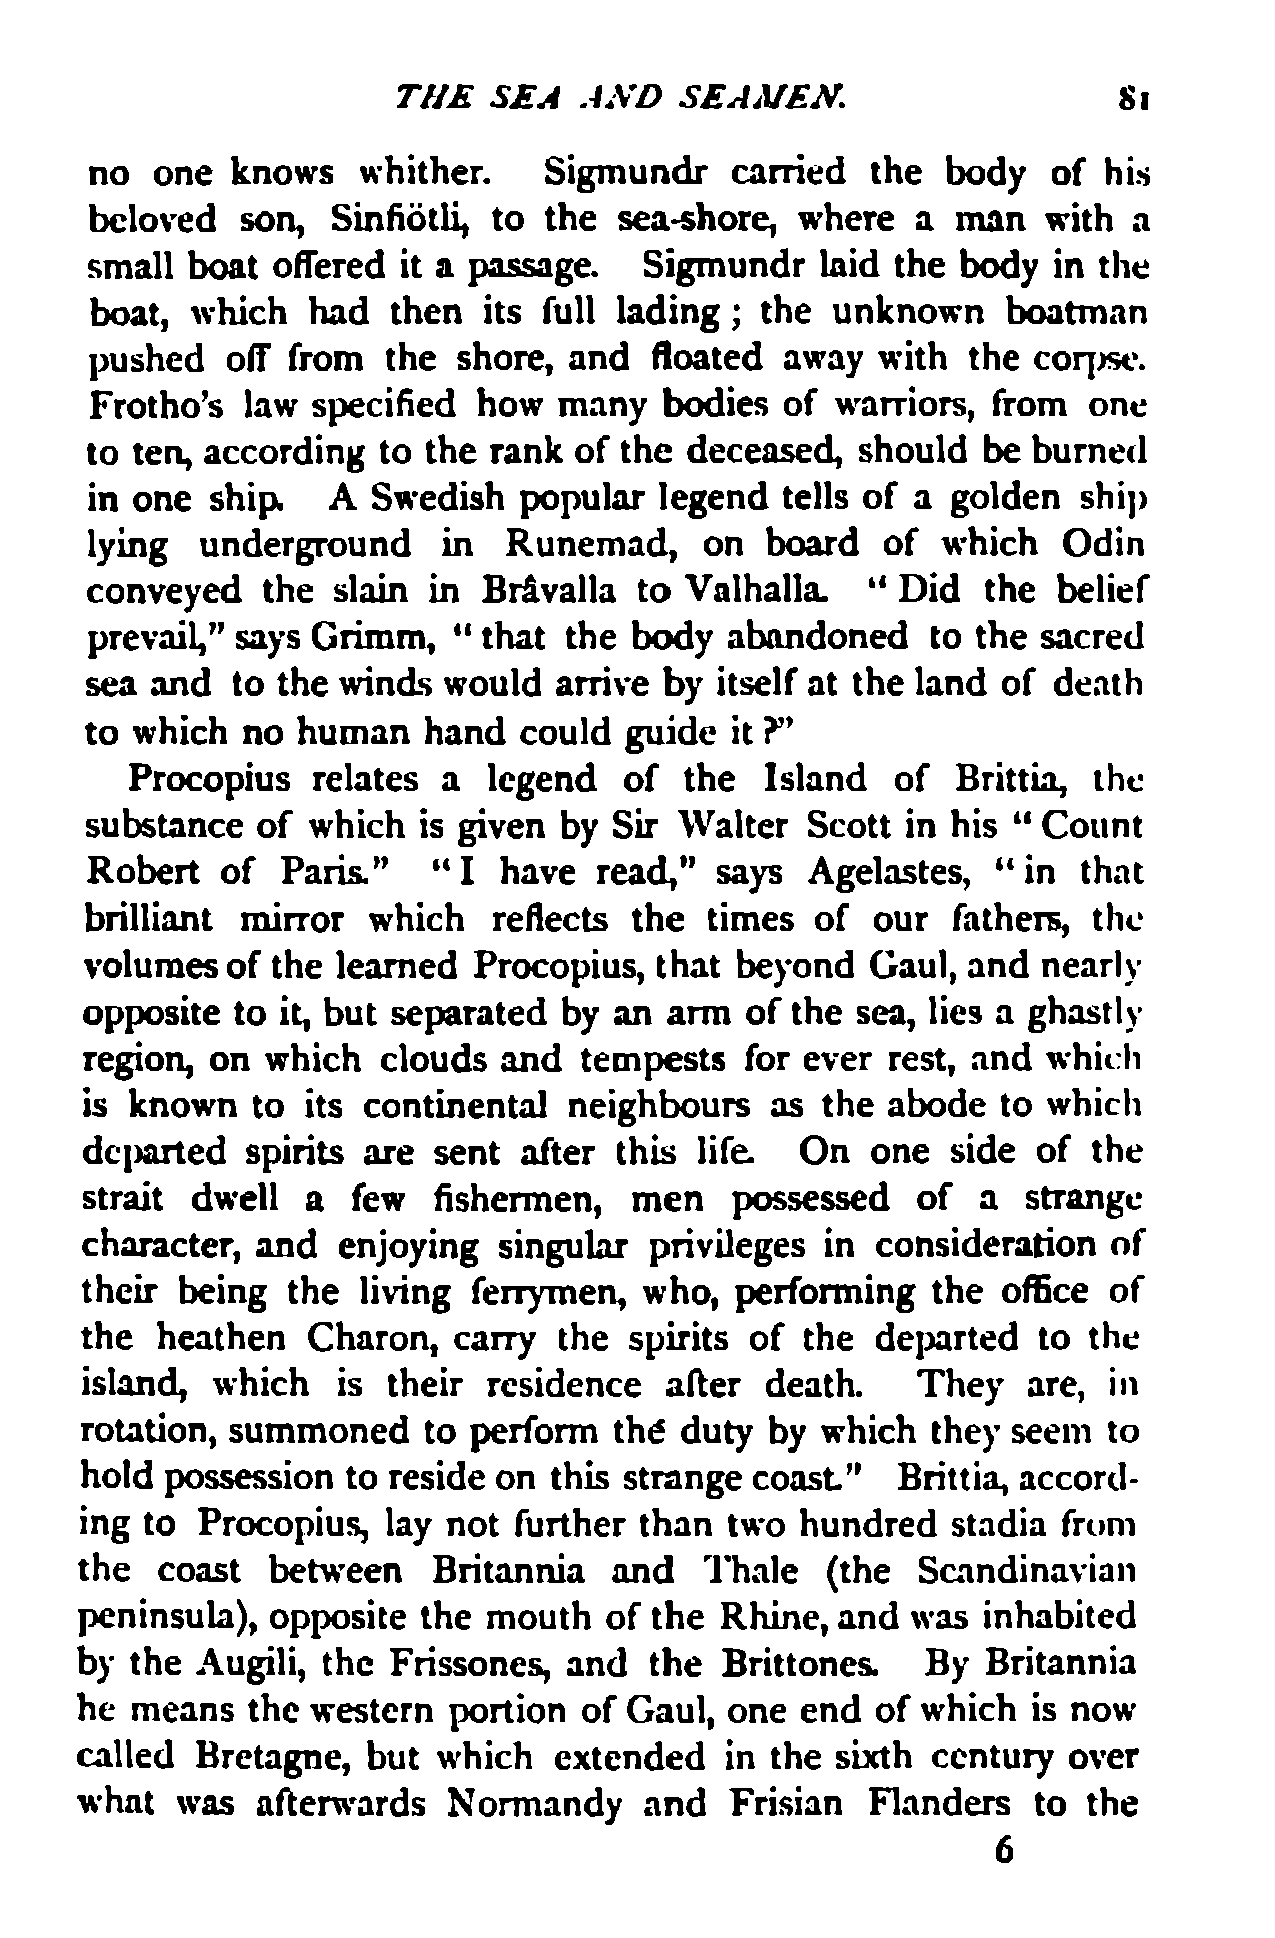 THE SEA AND SEAMEN. 81
no one knows whither. Sigmundr carried the body of his
beloved son, Sinfiötli, to the sea-shore, where a man with a
small boat offered it a passage. Sigmundr laid the body in the
boat, which had then its full lading; the unknown boatman
pushed off from the shore, and floated away with the corpse.
Frotho's law specified how many bodies of warriors, from one
to ten, according to the rank of the deceased, should be burned
in one ship. A Swedish popular legend tells of a golden ship
lying underground in Runemad, on board of which Odin
conveyed the slain in Brâvalla to Valhalla. "Did the belief
prevail," says Grimm, "that the body abandoned to the sacred
sea and to the winds would arrive by itself at the land of death
to which no human hand could guide it?"
Procopius relates a legend of the Island of Brittia, the
substance of which is given by Sir Walter Scott in his "Count
Robert of Paris." "I have read," says Agelastes, "in that
brilliant mirror which reflects the times of our fathers, the
volumes of the learned Procopius, that beyond Gaul, and nearly
opposite to it, but separated by an arm of the sea, lies a ghastly
region, on which clouds and tempests for ever rest, and which
is known to its continental neighbours as the abode to which
departed spirits are sent after this life. On one side of the
strait dwell a few fishermen, men possessed of a strange
character, and enjoying singular privileges in consideration of
their being the living ferrymen, who, performing the office of
the heathen Charon, carry the spirits of the departed to the
island, which is their residence after death. They are, in
rotation, summoned to perform the duty by which they seem to
hold possession to reside on this strange coast." Brittia, accord-
ing to Procopius, lay not further than two hundred stadia from
the coast between Britannia and Thale (the Scandinavian
peninsula), opposite the mouth of the Rhine, and was inhabited
by the Augili, the Frissones, and the Brittones. By Britannia
he means the western portion of Gaul, one end of which is now
called Bretagne, but which extended in the sixth century over
what was afterwards Normandy and Frisian Flanders to the
6